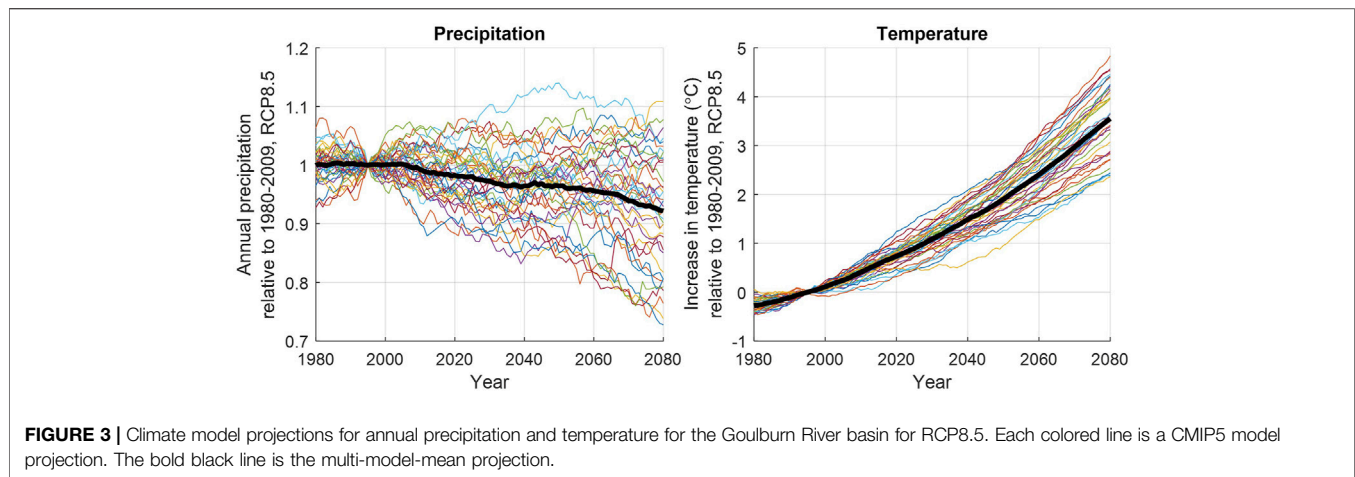 Precipitation
1.2
1.1
1
0.9
0.8
0.7
Annual precipitation
relative to 1980-2009, RCP8.5
1980 2000 2020 2040 2060 2080
Year
Temperature
5
4
3
2
1
0
-1
Increase in temperature (°C)
relative to 1980-2009, RCP8.5
1980 2000 2020 2040 2060 2080
Year
FIGURE 3 | Climate model projections for annual precipitation and temperature for the Goulburn River basin for RCP8.5. Each colored line is a CMIP5 model
projection. The bold black line is the multi-model-mean projection.